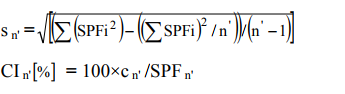 s n' = √[(∑(SPFi²)−((∑SPFi)²/n'))/(n'−1)]
CI n'[%] = 100×c n'/SPF n'